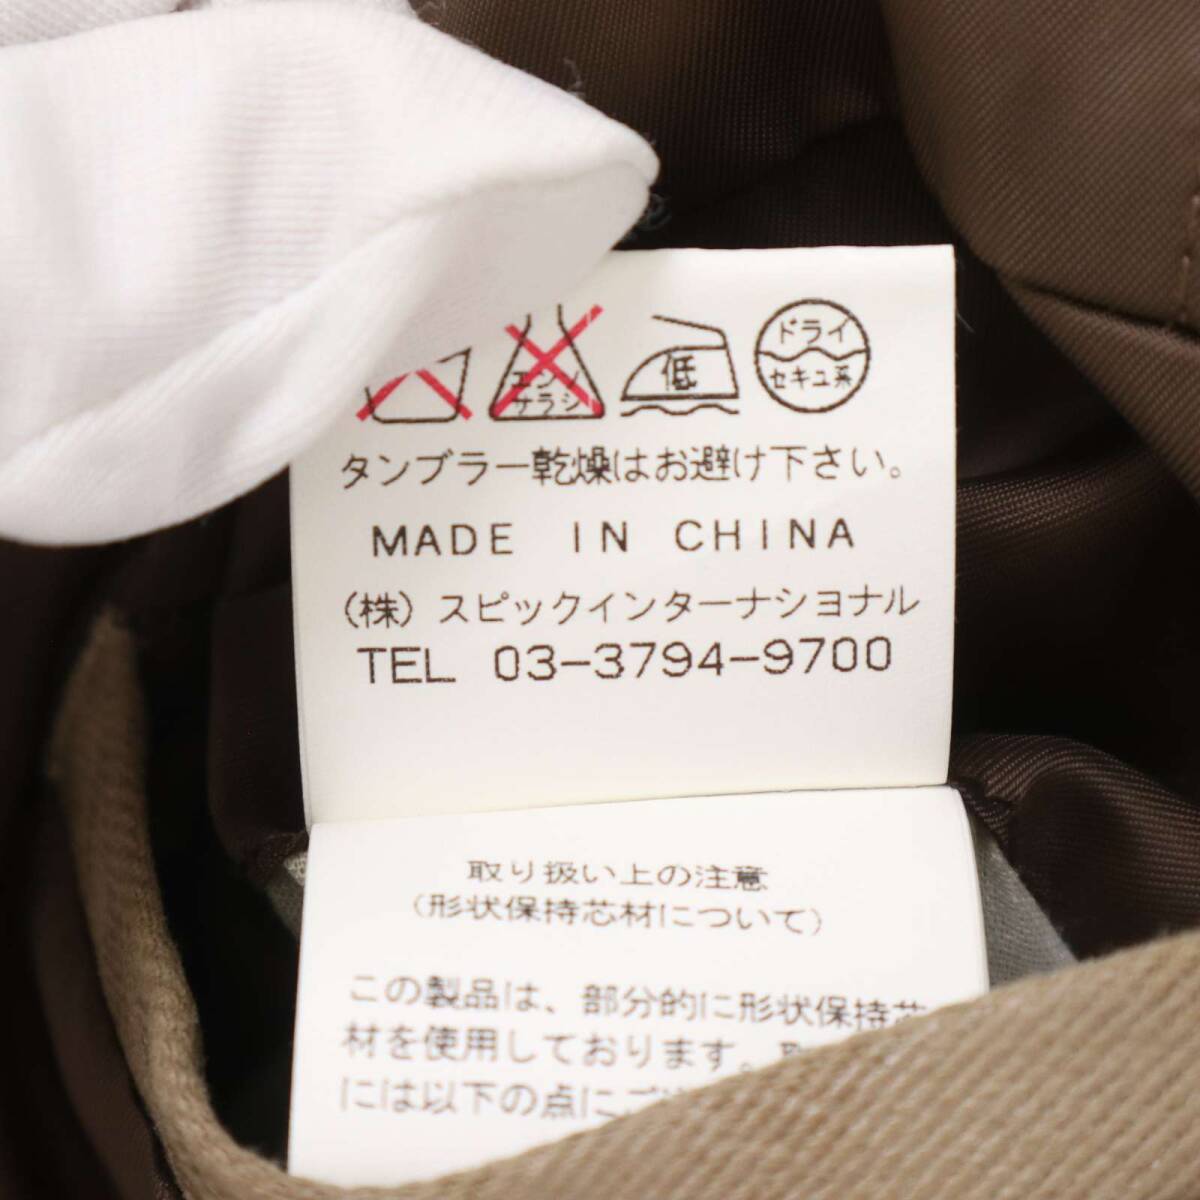 エンソ
サラシ
低
ドライ
セキユ系
タンブラー乾燥はお避け下さい。
MADE IN CHINA
(株) スピックインターナショナル
TEL 03-3794-9700
取り扱い上の注意
(形状保持芯材について)
この製品は、部分的に形状保持芯
材を使用しております。
には以下の点にご